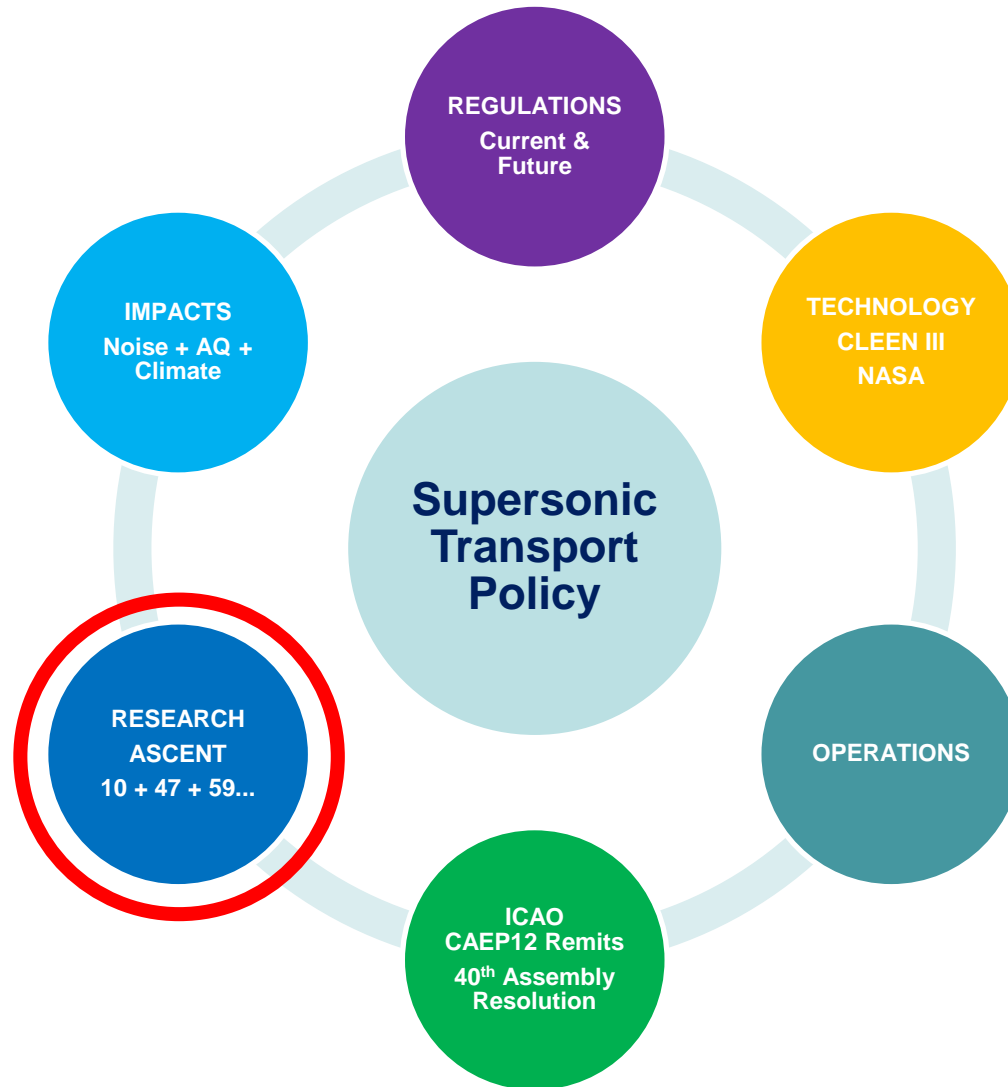 REGULATIONS
Current &
Future
IMPACTS
Noise + AQ +
Climate
TECHNOLOGY
CLEEN III
NASA
Supersonic
Transport
Policy
RESEARCH
ASCENT
10 + 47 + 59...
OPERATIONS
ICAO
CAEP12 Remits
40th Assembly
Resolution